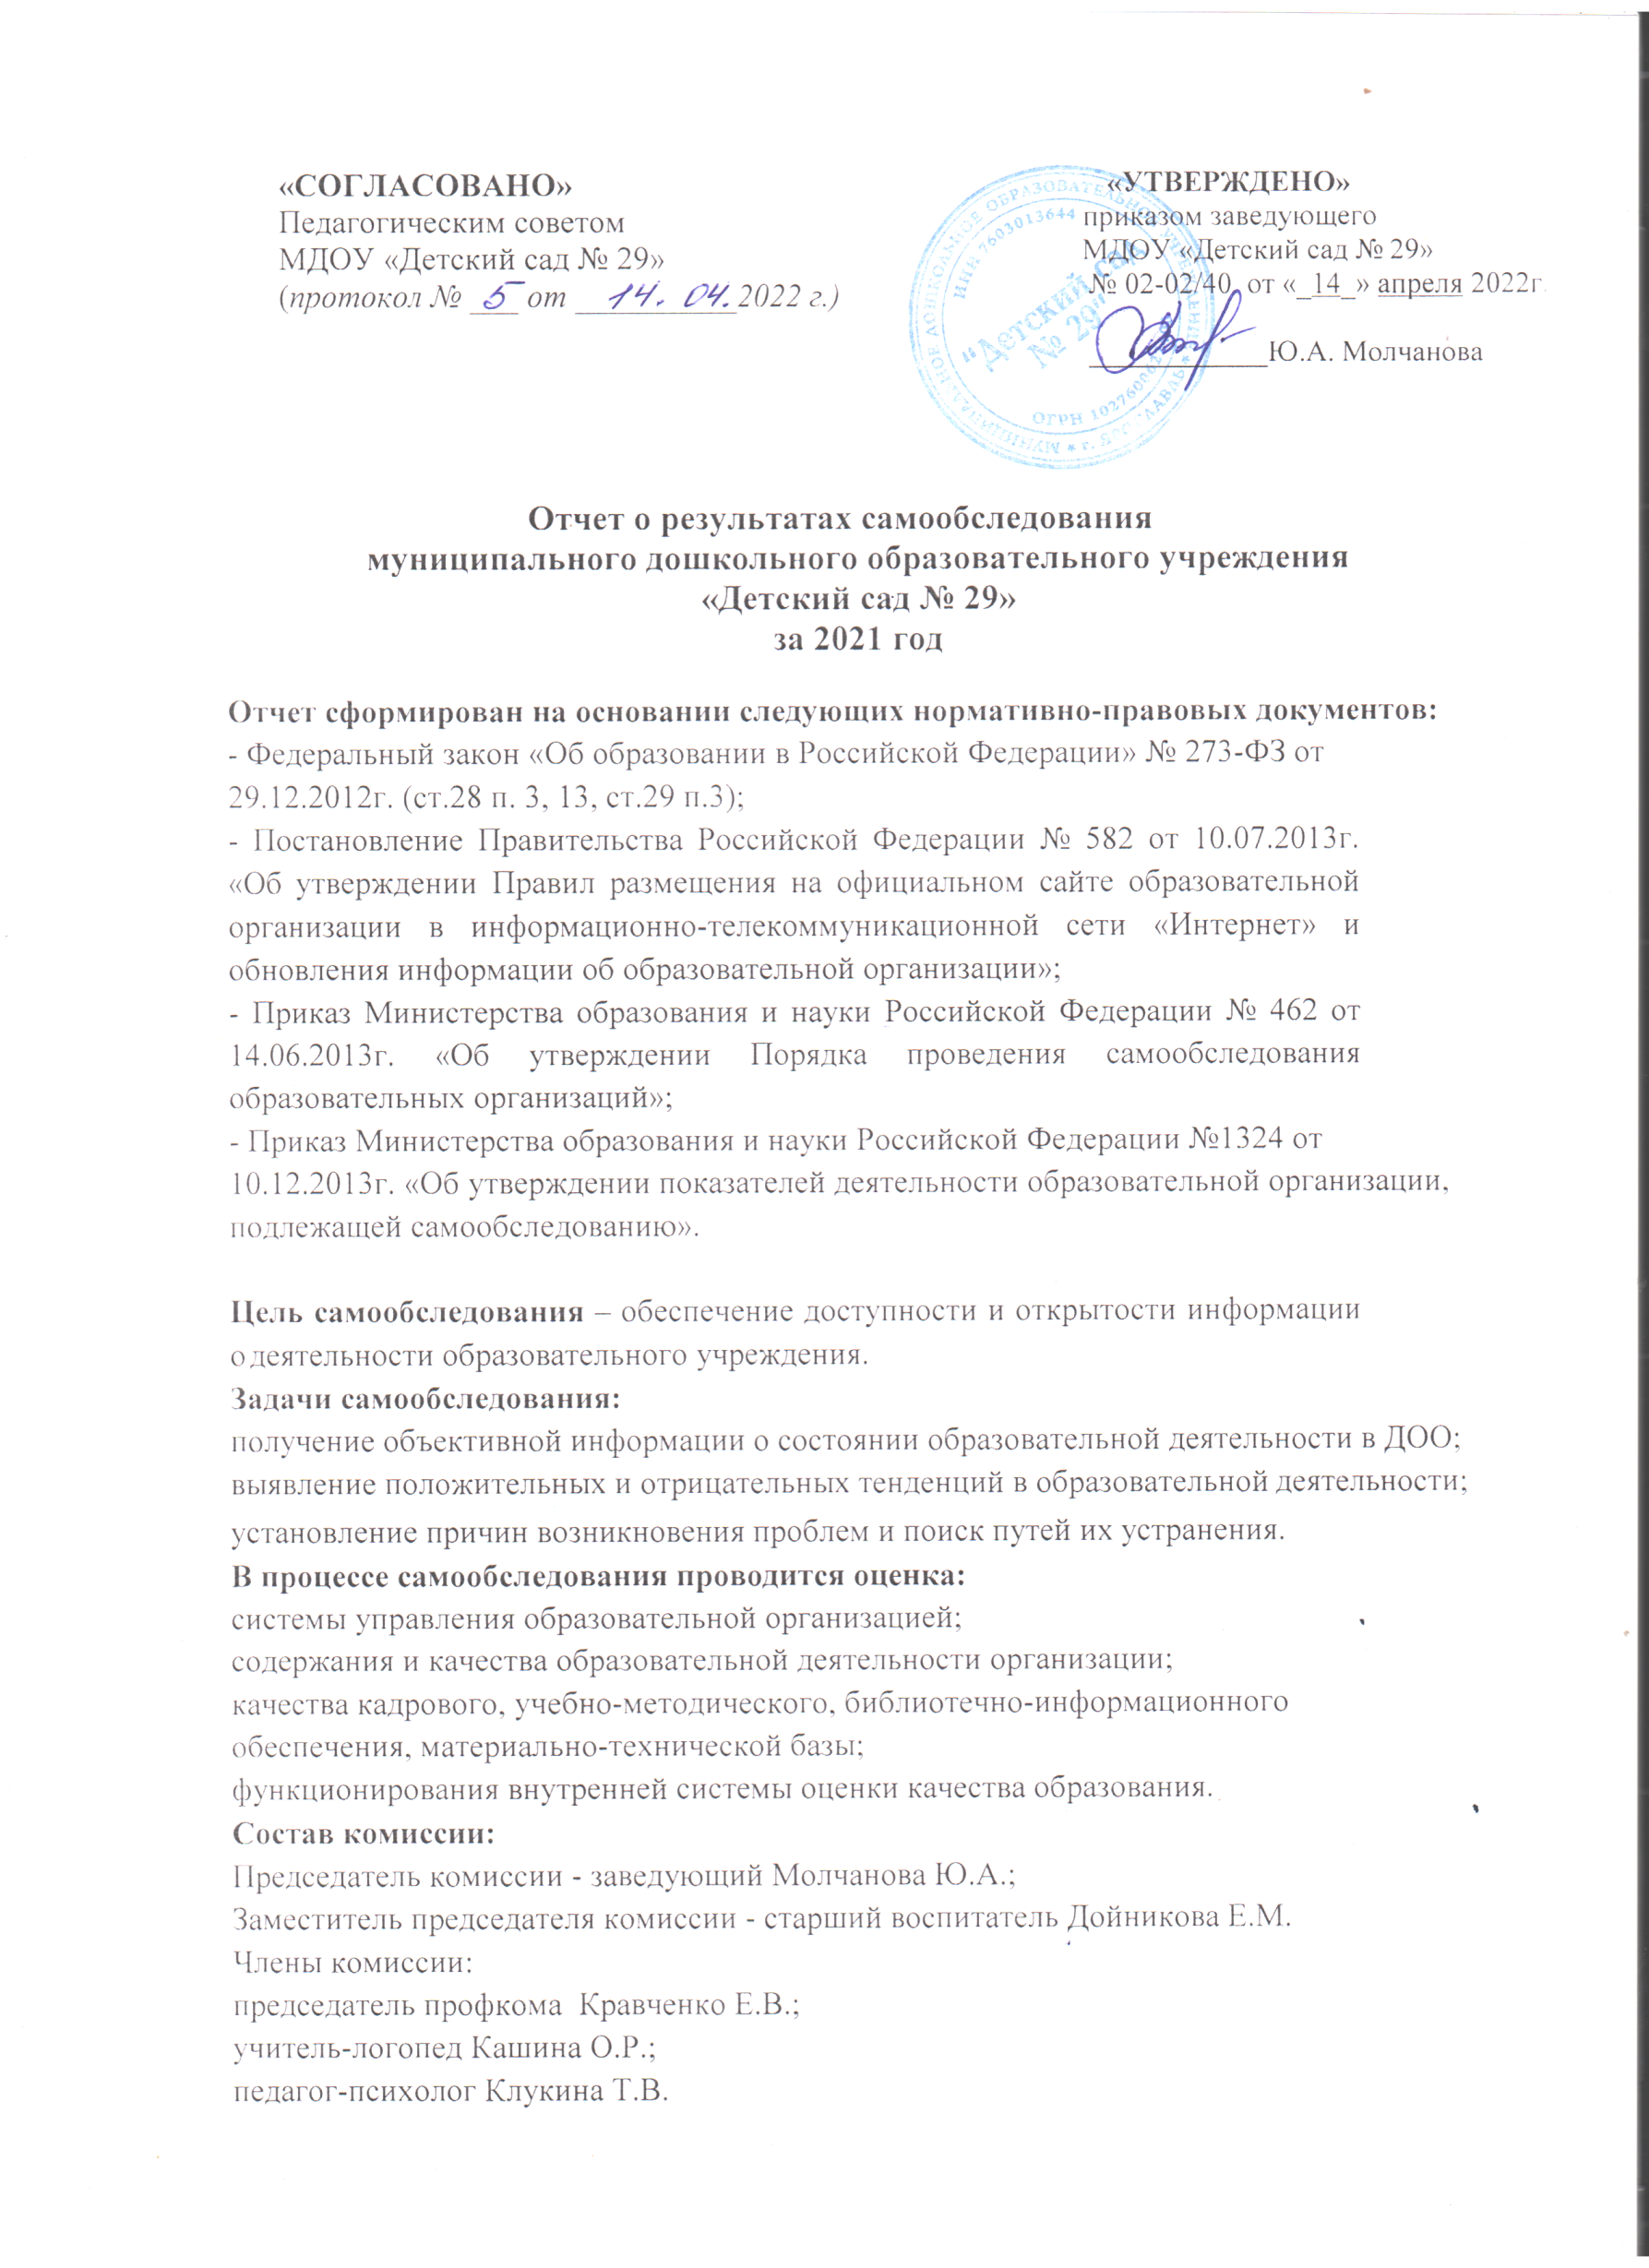 «СОГЛАСОВАНО»
Педагогическим советом
МДОУ «Детский сад № 29»
(протокол № 5 от 14. 04. 2022 г.)
«УТВЕРЖДЕНО»
приказом заведующего
МДОУ «Детский сад № 29»
№ 02-02/40 от «_14_» апреля 2022г.
Ю.А. Молчанова
МУНИЦИПАЛЬНОЕ ДОШКОЛЬНОЕ ОБРАЗОВАТЕЛЬНОЕ УЧРЕЖДЕНИЕ
ИНН 7603013644
"Детский сад
№ 29"
ОГРН
Отчет о результатах самообследования
муниципального дошкольного образовательного учреждения
«Детский сад № 29»
за 2021 год
Отчет сформирован на основании следующих нормативно-правовых документов:
- Федеральный закон «Об образовании в Российской Федерации» № 273-ФЗ от
29.12.2012г. (ст.28 п. 3, 13, ст.29 п.3);
- Постановление Правительства Российской Федерации № 582 от 10.07.2013г.
«Об утверждении Правил размещения на официальном сайте образовательной
организации в информационно-телекоммуникационной сети «Интернет» и
обновления информации об образовательной организации»;
- Приказ Министерства образования и науки Российской Федерации № 462 от
14.06.2013г. «Об утверждении Порядка проведения самообследования
образовательных организаций»;
- Приказ Министерства образования и науки Российской Федерации №1324 от
10.12.2013г. «Об утверждении показателей деятельности образовательной организации,
подлежащей самообследованию».
Цель самообследования – обеспечение доступности и открытости информации
о деятельности образовательного учреждения.
Задачи самообследования:
получение объективной информации о состоянии образовательной деятельности в ДОО;
выявление положительных и отрицательных тенденций в образовательной деятельности;
установление причин возникновения проблем и поиск путей их устранения.
В процессе самообследования проводится оценка:
системы управления образовательной организацией;
содержания и качества образовательной деятельности организации;
качества кадрового, учебно-методического, библиотечно-информационного
обеспечения, материально-технической базы;
функционирования внутренней системы оценки качества образования.
Состав комиссии:
Председатель комиссии - заведующий Молчанова Ю.А.;
Заместитель председателя комиссии - старший воспитатель Дойникова Е.М.
Члены комиссии:
председатель профкома Кравченко Е.В.;
учитель-логопед Кашина О.Р.;
педагог-психолог Клукина Т.В.